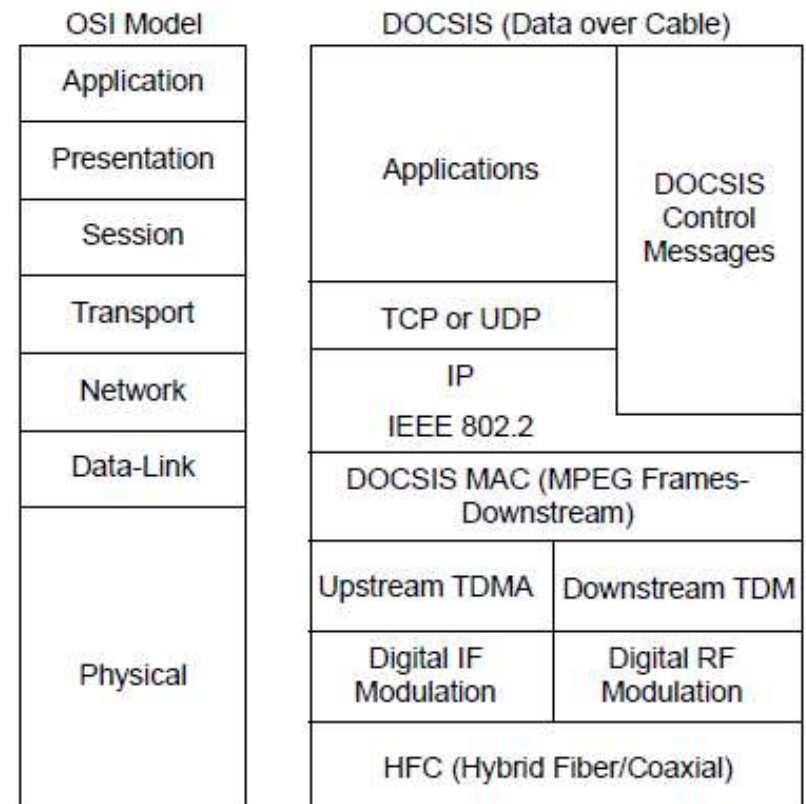 OSI Model
Application
Presentation
Session
Transport
Network
Data-Link
Physical
DOCSIS (Data over Cable)
Applications
DOCSIS
Control
Messages
TCP or UDP
IP
IEEE 802.2
DOCSIS MAC (MPEG Frames-
Downstream)
Upstream TDMA
Downstream TDM
Digital IF
Modulation
Digital RF
Modulation
HFC (Hybrid Fiber/Coaxial)